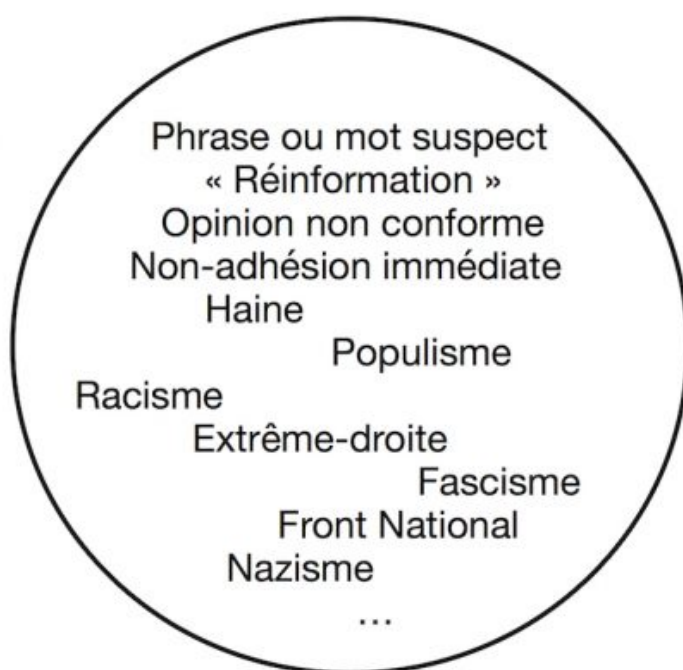 Phrase ou mot suspect
« Réinformation »
Opinion non conforme
Non-adhésion immédiate
Haine
Populisme
Racisme
Extrême-droite
Fascisme
Front National
Nazisme
...